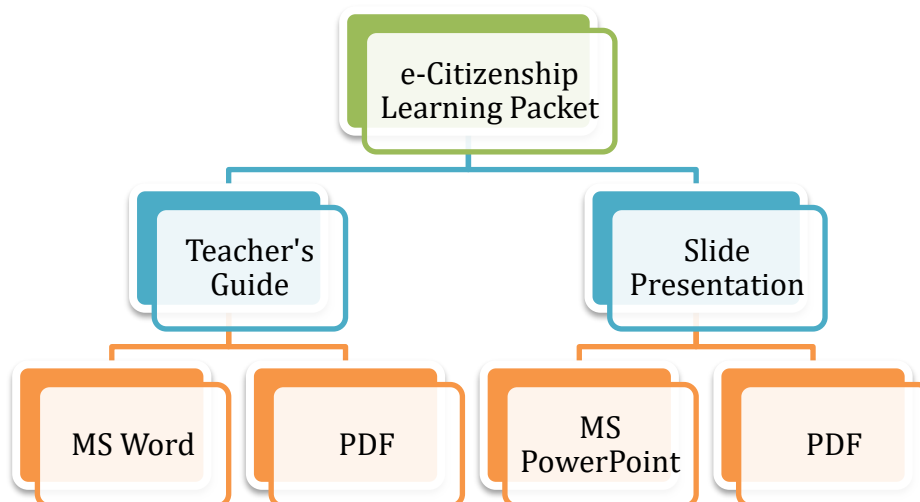 e-Citizenship
Learning Packet
Teacher's
Guide
Slide
Presentation
MS Word
PDF
MS
PowerPoint
PDF